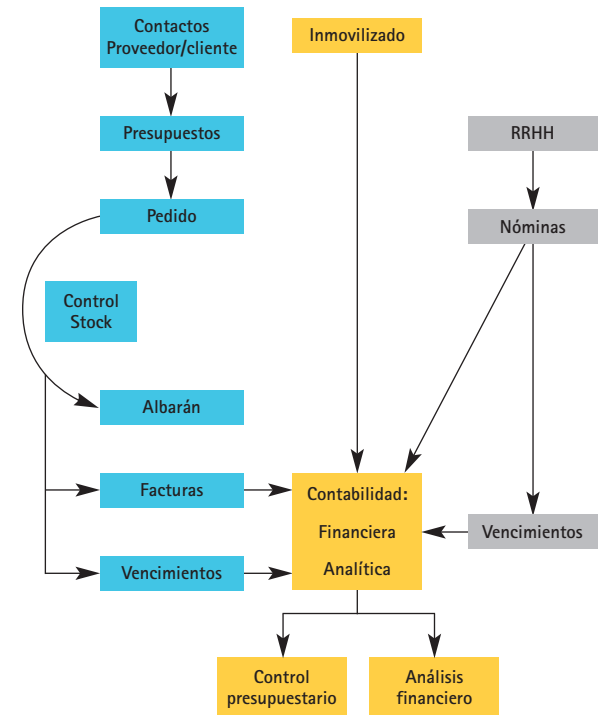 Contactos
Proveedor/cliente
Inmovilizado
Presupuestos
RRHH
Pedido
Nóminas
Control
Stock
Albarán
Facturas
Contabilidad:
Financiera
Analítica
Vencimientos
Vencimientos
Control
presupuestario
Análisis
financiero